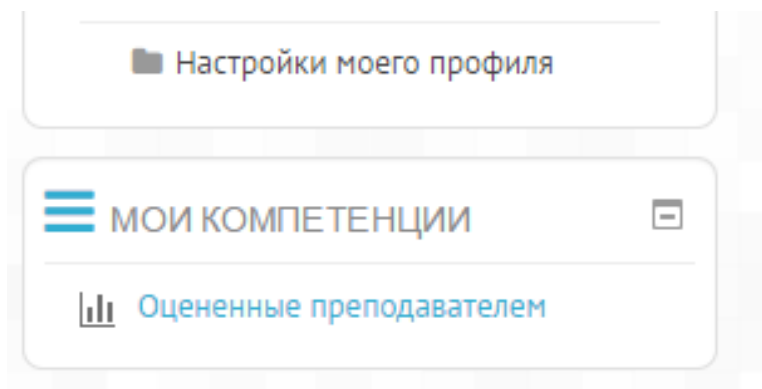 Настройки моего профиля
МОИ КОМПЕТЕНЦИИ
Оцененные преподавателем